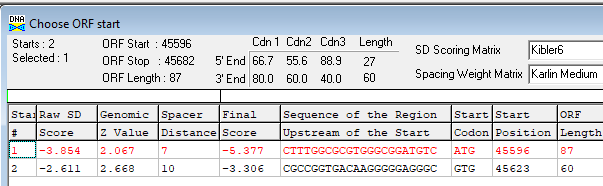 DNA Choose ORF start
Starts : 2 ORF Start : 45596 Cdn 1 Cdn2 Cdn3 Length SD Scoring Matrix Kibler6
Selected : 1 ORF Stop : 45682 5' End 66.7 55.6 88.9 27
ORF Length : 87 3' End 80.0 60.0 40.0 60 Spacing Weight Matrix Karlin Medium
Star Raw SD Genomic Spacer Final Sequence of the Region Start Start ORF
# Score Z Value Distance Score Upstream of the Start Codon Position Length
1 -3.854 2.067 7 -5.377 CTTTGGCGCGTGGGCGGATGTC ATG 45596 87
2 -2.611 2.668 10 -3.306 CGCCGGTGACAAGGGGGAGGGC GTG 45623 60